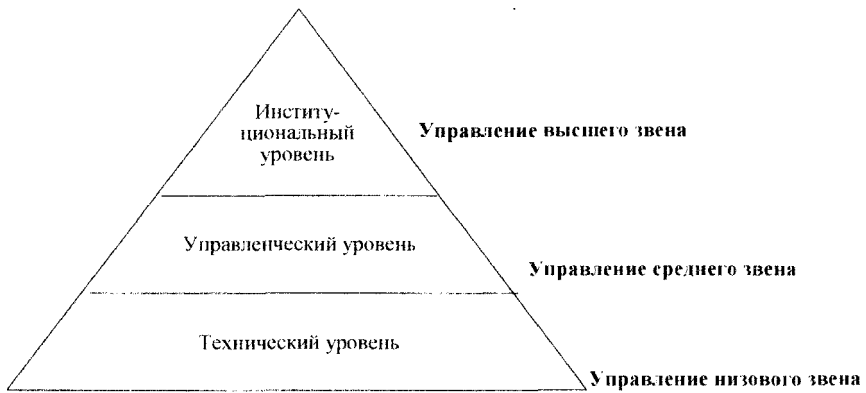 Институ-
циональный
уровень
Управление высшего звена
Управленческий уровень
Управление среднего звена
Технический уровень
Управление низового звена